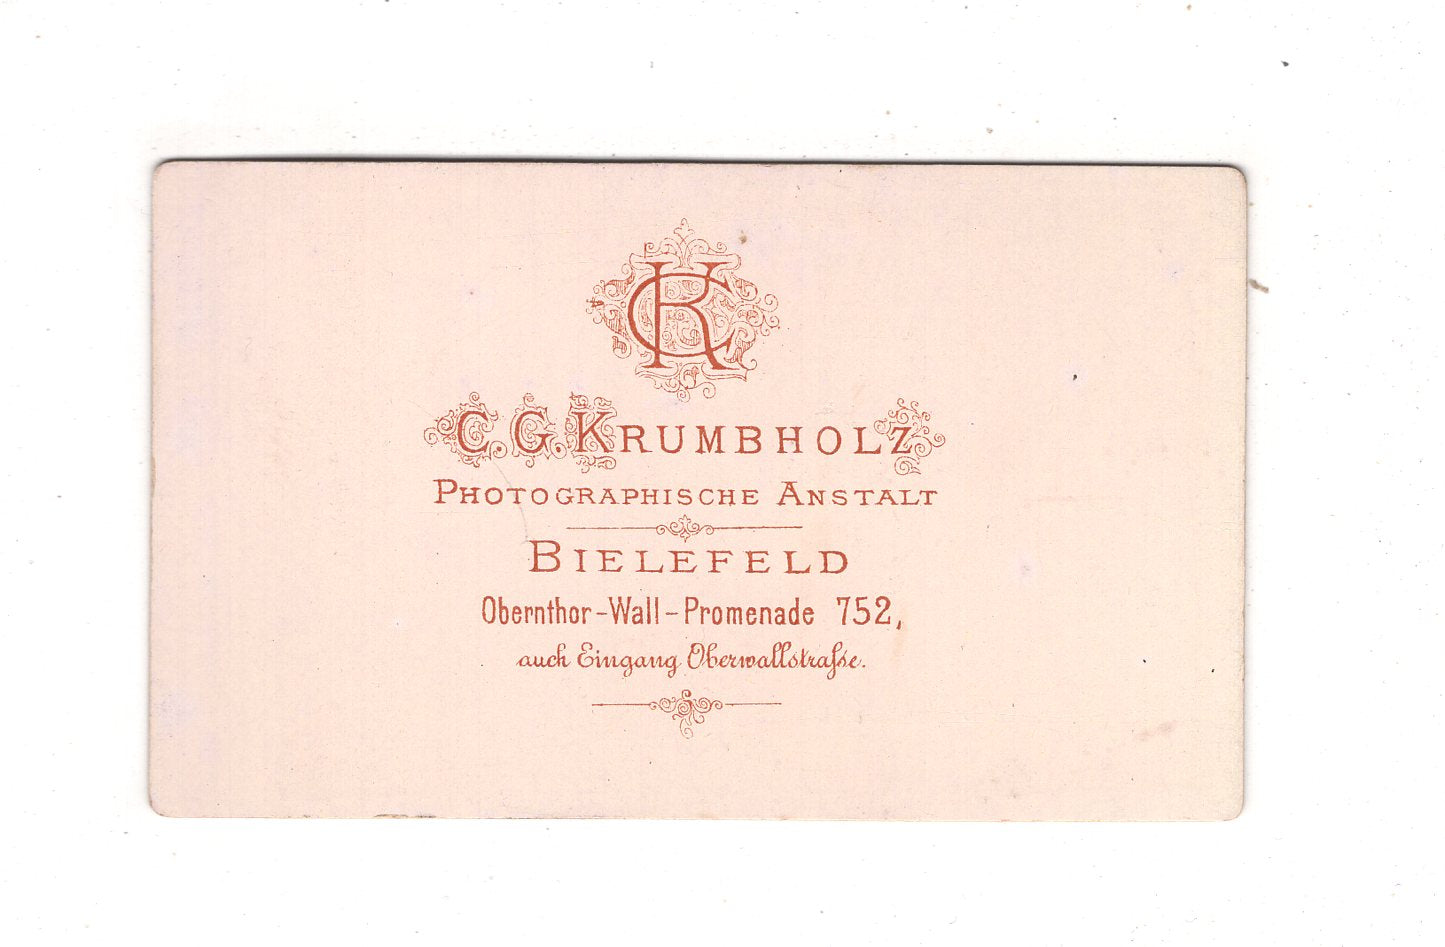 CGK
C.G. KRUMBHOLZ
PHOTOGRAPHISCHE ANSTALT
BIELEFELD
Obernthor-Wall-Promenade 752,
auch Eingang Oberwallstraſse.